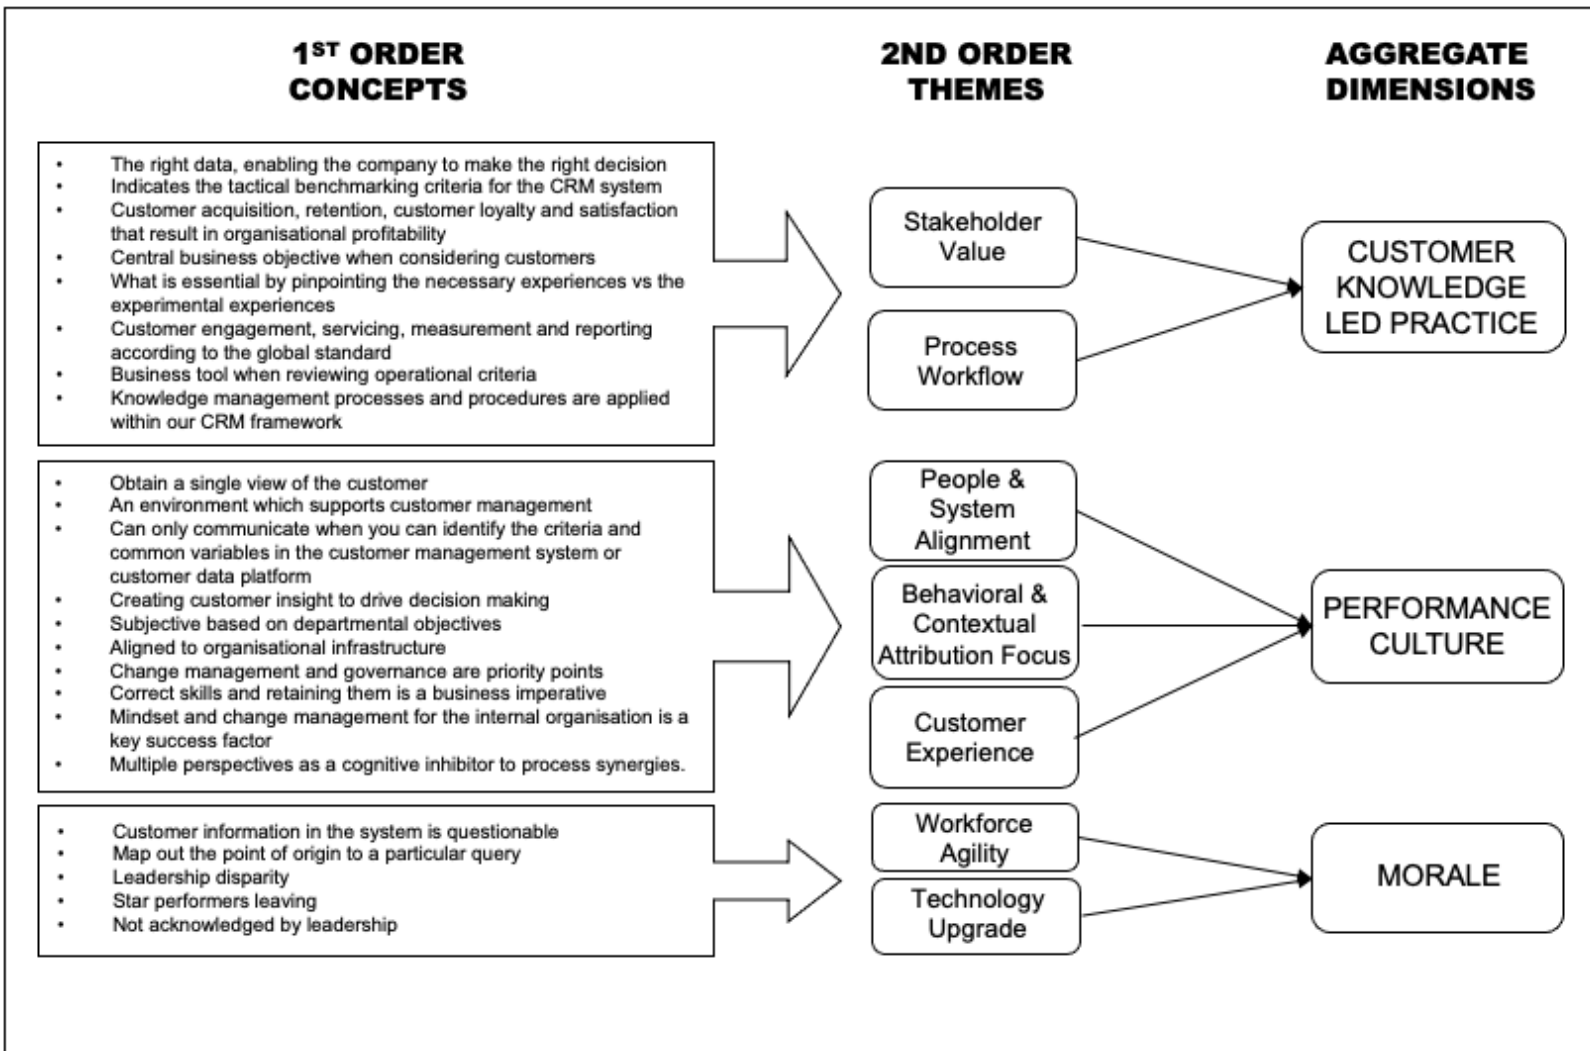 1ST ORDER
CONCEPTS
2ND ORDER
THEMES
AGGREGATE
DIMENSIONS
• The right data, enabling the company to make the right decision
• Indicates the tactical benchmarking criteria for the CRM system
• Customer acquisition, retention, customer loyalty and satisfaction
that result in organisational profitability
• Central business objective when considering customers
• What is essential by pinpointing the necessary experiences vs the
experimental experiences
• Customer engagement, servicing, measurement and reporting
according to the global standard
• Business tool when reviewing operational criteria
• Knowledge management processes and procedures are applied
within our CRM framework
Stakeholder
Value
Process
Workflow
CUSTOMER
KNOWLEDGE
LED PRACTICE
• Obtain a single view of the customer
• An environment which supports customer management
• Can only communicate when you can identify the criteria and
common variables in the customer management system or
customer data platform
• Creating customer insight to drive decision making
• Subjective based on departmental objectives
• Aligned to organisational infrastructure
• Change management and governance are priority points
• Correct skills and retaining them is a business imperative
• Mindset and change management for the internal organisation is a
key success factor
• Multiple perspectives as a cognitive inhibitor to process synergies.
People &
System
Alignment
Behavioral &
Contextual
Attribution Focus
Customer
Experience
PERFORMANCE
CULTURE
• Customer information in the system is questionable
• Map out the point of origin to a particular query
• Leadership disparity
• Star performers leaving
• Not acknowledged by leadership
Workforce
Agility
Technology
Upgrade
MORALE